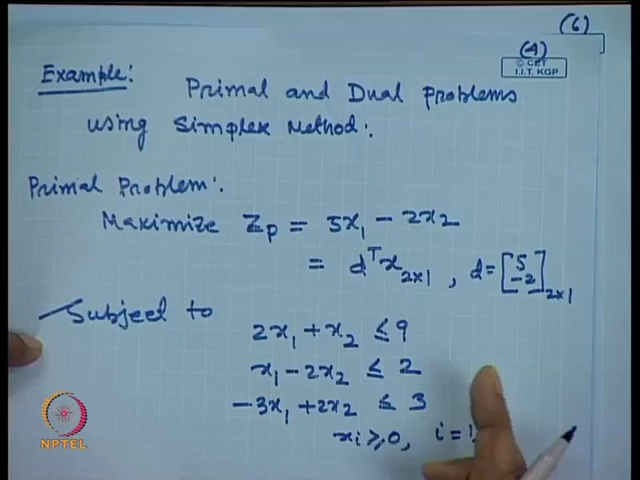 (6)
(4)
© CET
I.I.T. KGP
Example: Primal and Dual Problems
using Simplex Method:.
Primal Problem:.
Maximize Zp = 5x₁ - 2x₂
= dᵀx₂ₓ₁, d = [5 -2]₂ₓ₁
Subject to
2x₁ + x₂ ≤ 9
x₁ - 2x₂ ≤ 2
-3x₁ + 2x₂ ≤ 3
xi ≥ 0, i = 1,
NPTEL